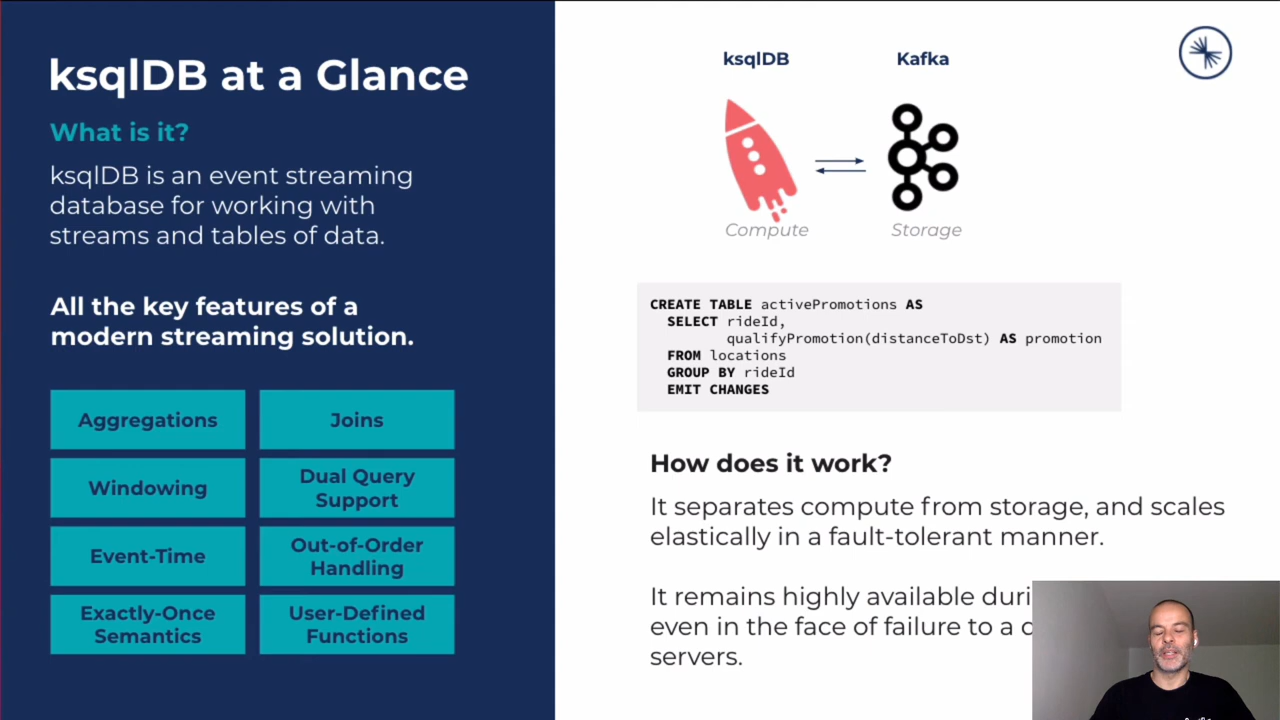 ksqlDB at a Glance
What is it?
ksqlDB is an event streaming
database for working with
streams and tables of data.
All the key features of a
modern streaming solution.
Aggregations
Joins
Windowing
Dual Query
Support
Event-Time
Out-of-Order
Handling
Exactly-Once
Semantics
User-Defined
Functions
ksqlDB
Kafka
Compute
Storage
CREATE TABLE activePromotions AS
SELECT rideId,
qualifyPromotion(distanceToDst) AS promotion
FROM locations
GROUP BY rideId
EMIT CHANGES
How does it work?
It separates compute from storage, and scales
elastically in a fault-tolerant manner.
It remains highly available
even in the face of failure to a
servers.